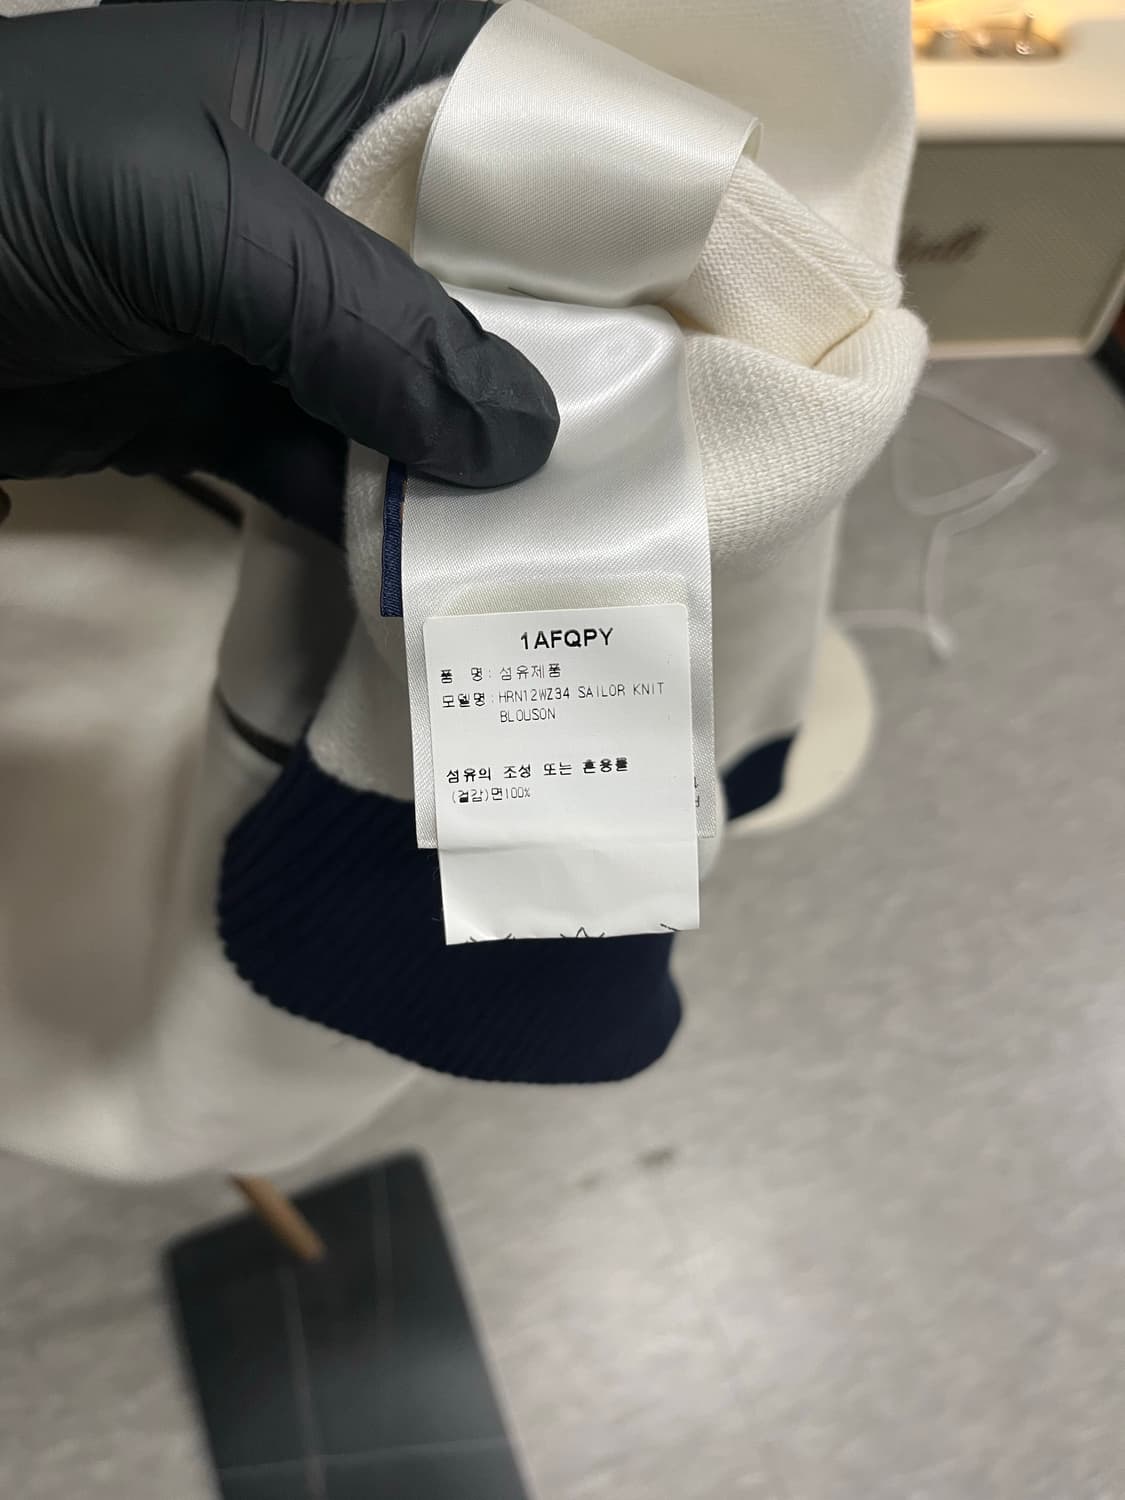 1AFQPY
품 명 : 섬유제품
모델명 : HRN12WZ34 SAILOR KNIT
BLOUSON
섬유의 조성 또는 혼용률
(겉감)면100%